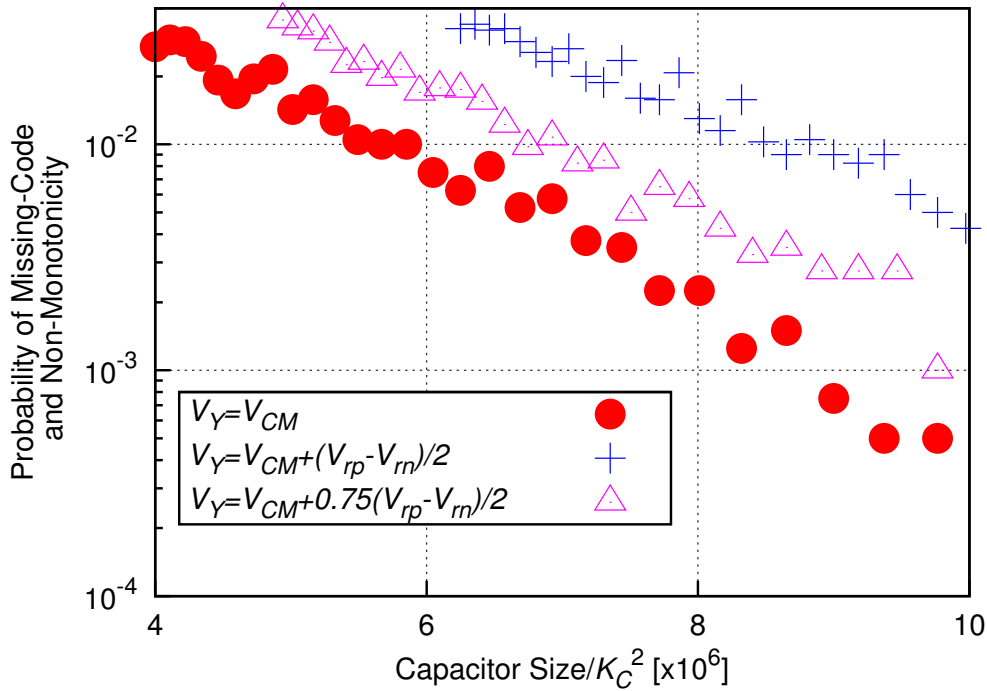 Probability of Missing-Code
and Non-Monotonicity
10^-2
10^-3
10^-4
V_Y=V_CM
V_Y=V_CM+(V_rp-V_rn)/2
V_Y=V_CM+0.75(V_rp-V_rn)/2
4 6 8 10
Capacitor Size/K_C^2 [x10^6]